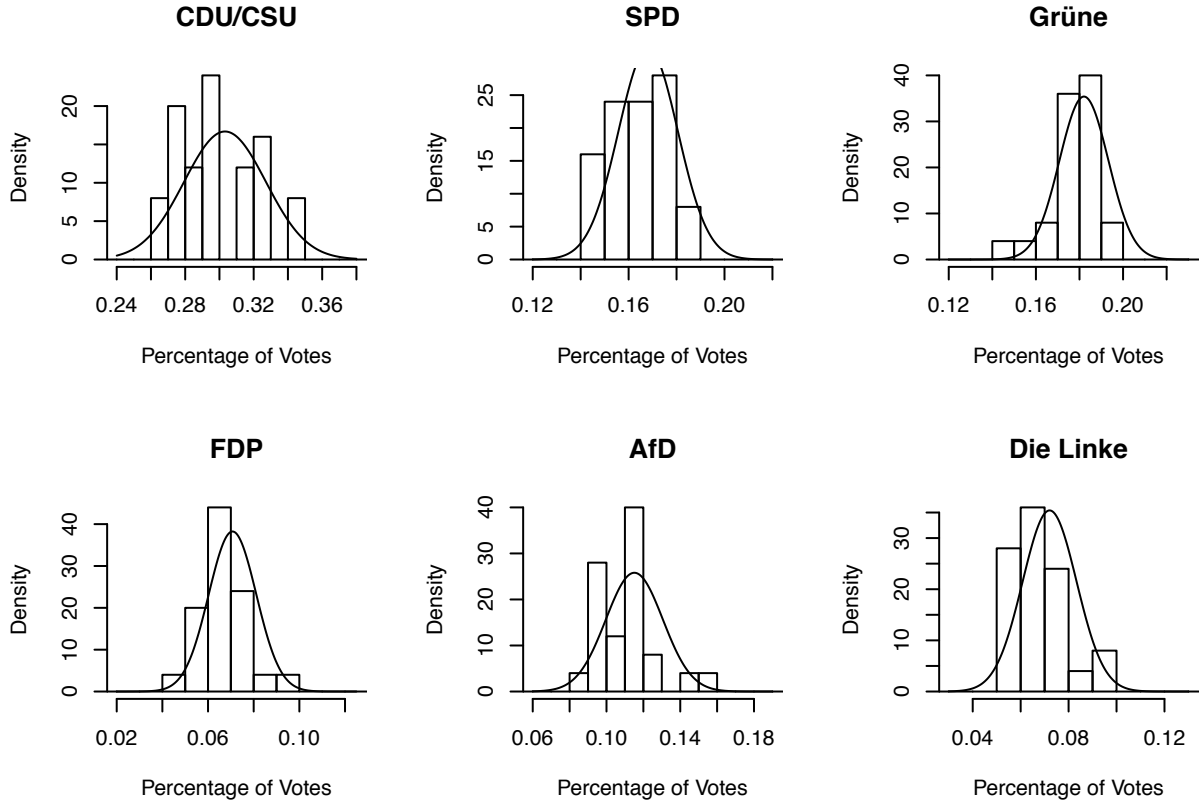 CDU/CSU
Density
0 5 10 20
0.24 0.28 0.32 0.36
Percentage of Votes
SPD
Density
0 5 15 25
0.12 0.16 0.20
Percentage of Votes
Grüne
Density
0 10 20 30 40
0.12 0.16 0.20
Percentage of Votes
FDP
Density
0 10 20 30 40
0.02 0.06 0.10
Percentage of Votes
AfD
Density
0 10 20 30 40
0.06 0.10 0.14 0.18
Percentage of Votes
Die Linke
Density
0 10 30
0.04 0.08 0.12
Percentage of Votes